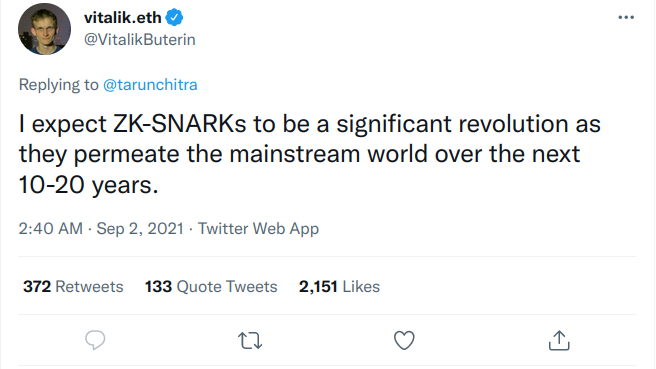 vitalik.eth
@VitalikButerin
Replying to @tarunchitra
I expect ZK-SNARKs to be a significant revolution as
they permeate the mainstream world over the next
10-20 years.
2:40 AM · Sep 2, 2021 · Twitter Web App
372 Retweets 133 Quote Tweets 2,151 Likes